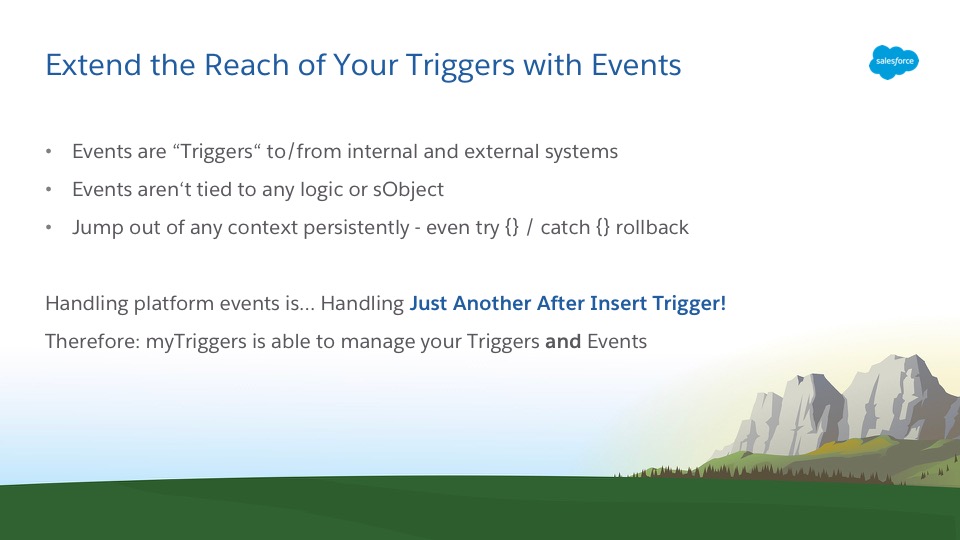 Extend the Reach of Your Triggers with Events
salesforce
• Events are “Triggers“ to/from internal and external systems
• Events aren‘t tied to any logic or sObject
• Jump out of any context persistently - even try {} / catch {} rollback
Handling platform events is... Handling Just Another After Insert Trigger!
Therefore: myTriggers is able to manage your Triggers and Events